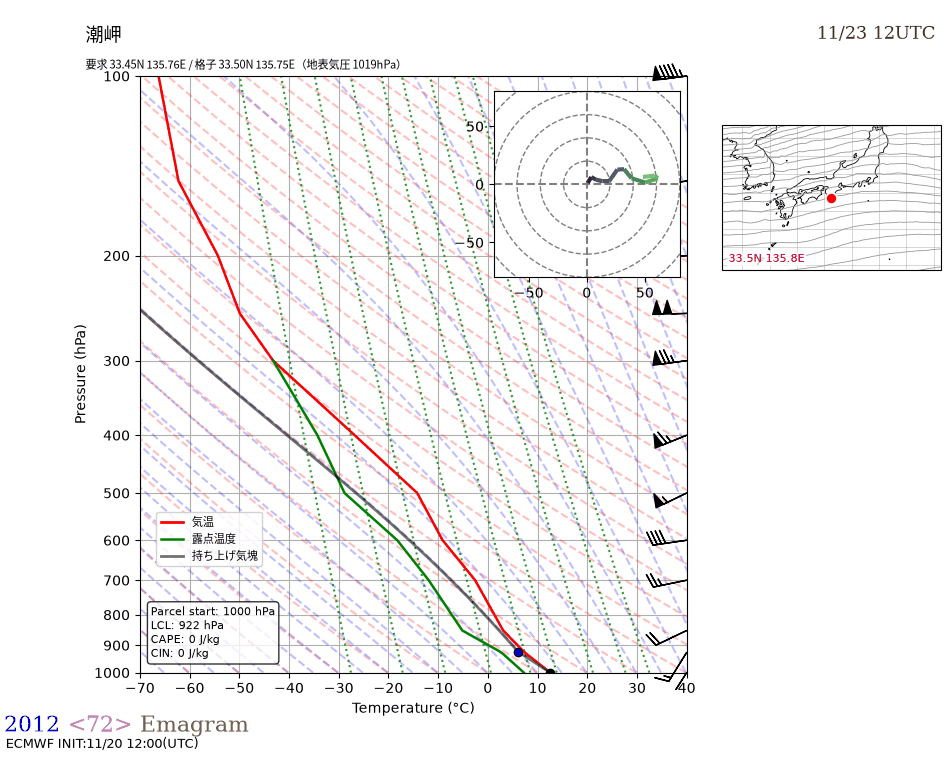 潮岬
11/23 12UTC
要求 33.45N 135.76E / 格子 33.50N 135.75E（地表気圧 1019hPa）
100
200
300
400
500
600
700
800
900
1000
Pressure (hPa)
50
0
−50
−50 0 50
33.5N 135.8E
気温
露点温度
持ち上げ気塊
Parcel start: 1000 hPa
LCL: 922 hPa
CAPE: 0 J/kg
CIN: 0 J/kg
−70 −60 −50 −40 −30 −20 −10 0 10 20 30 40
Temperature (°C)
2012 <72> Emagram
ECMWF INIT:11/20 12:00(UTC)